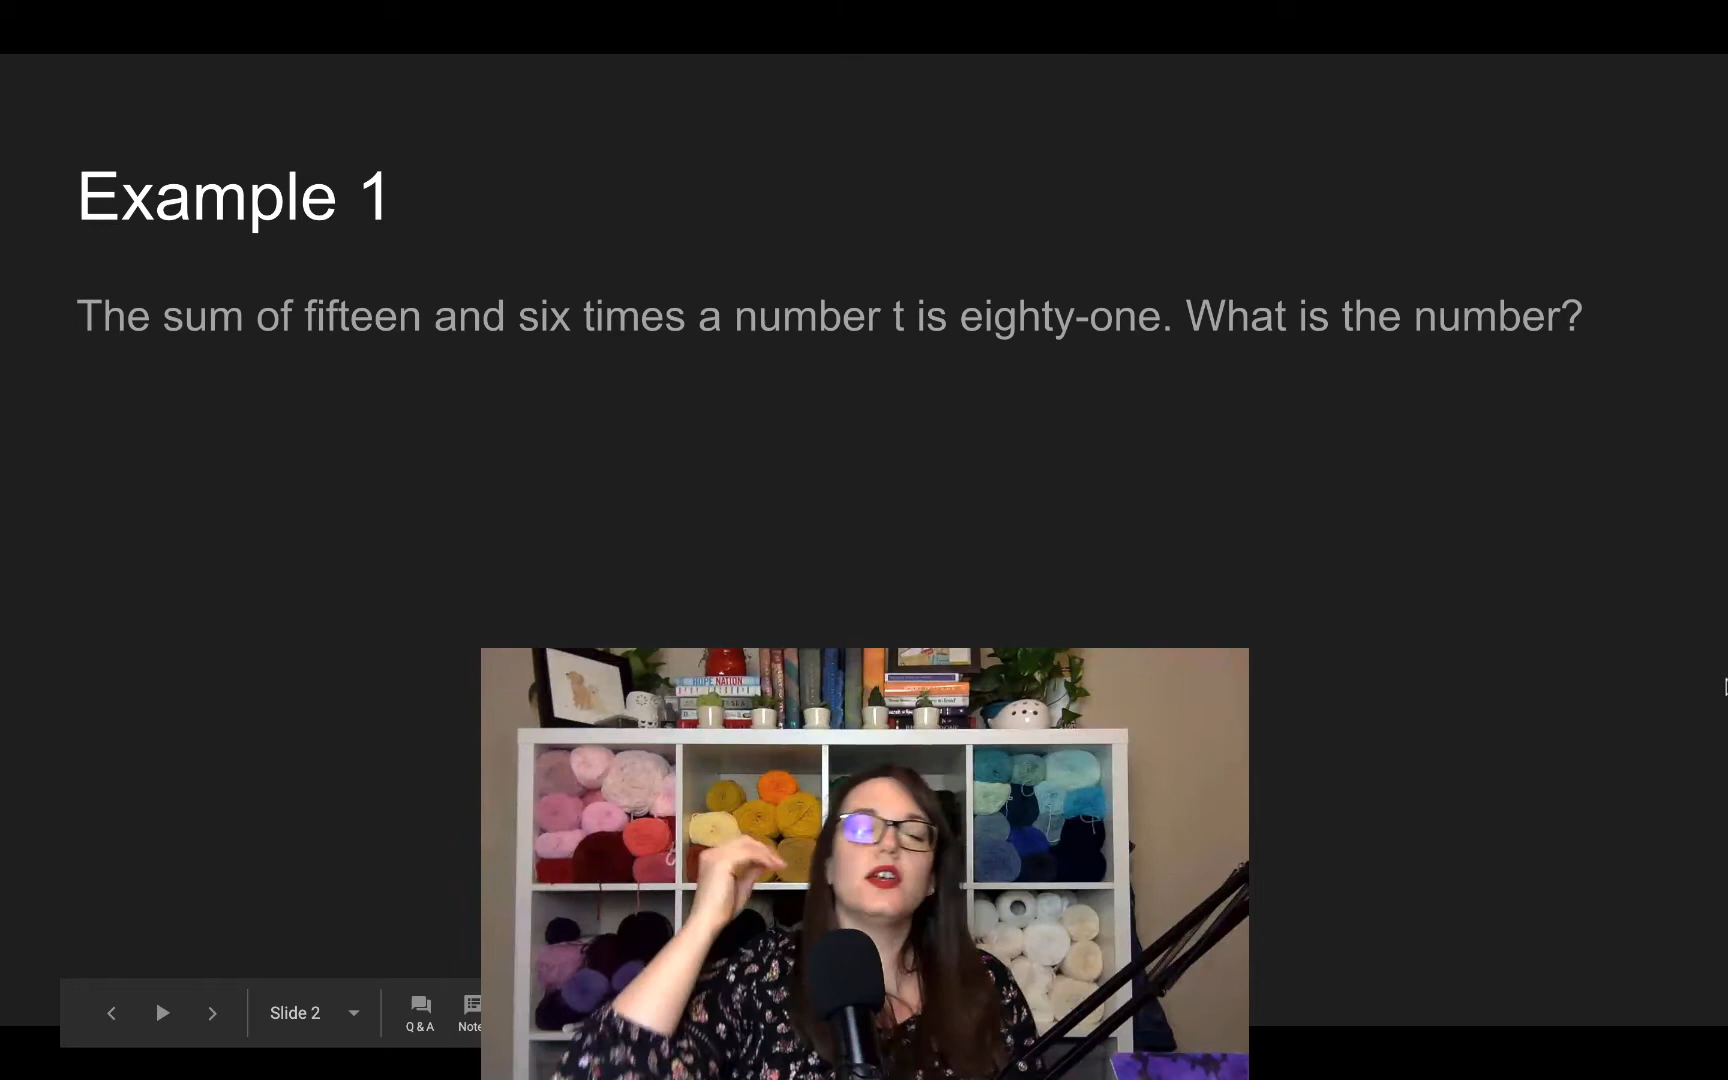 Example 1
The sum of fifteen and six times a number t is eighty-one. What is the number?
HOPE NATION
Slide 2
Q & A
Note